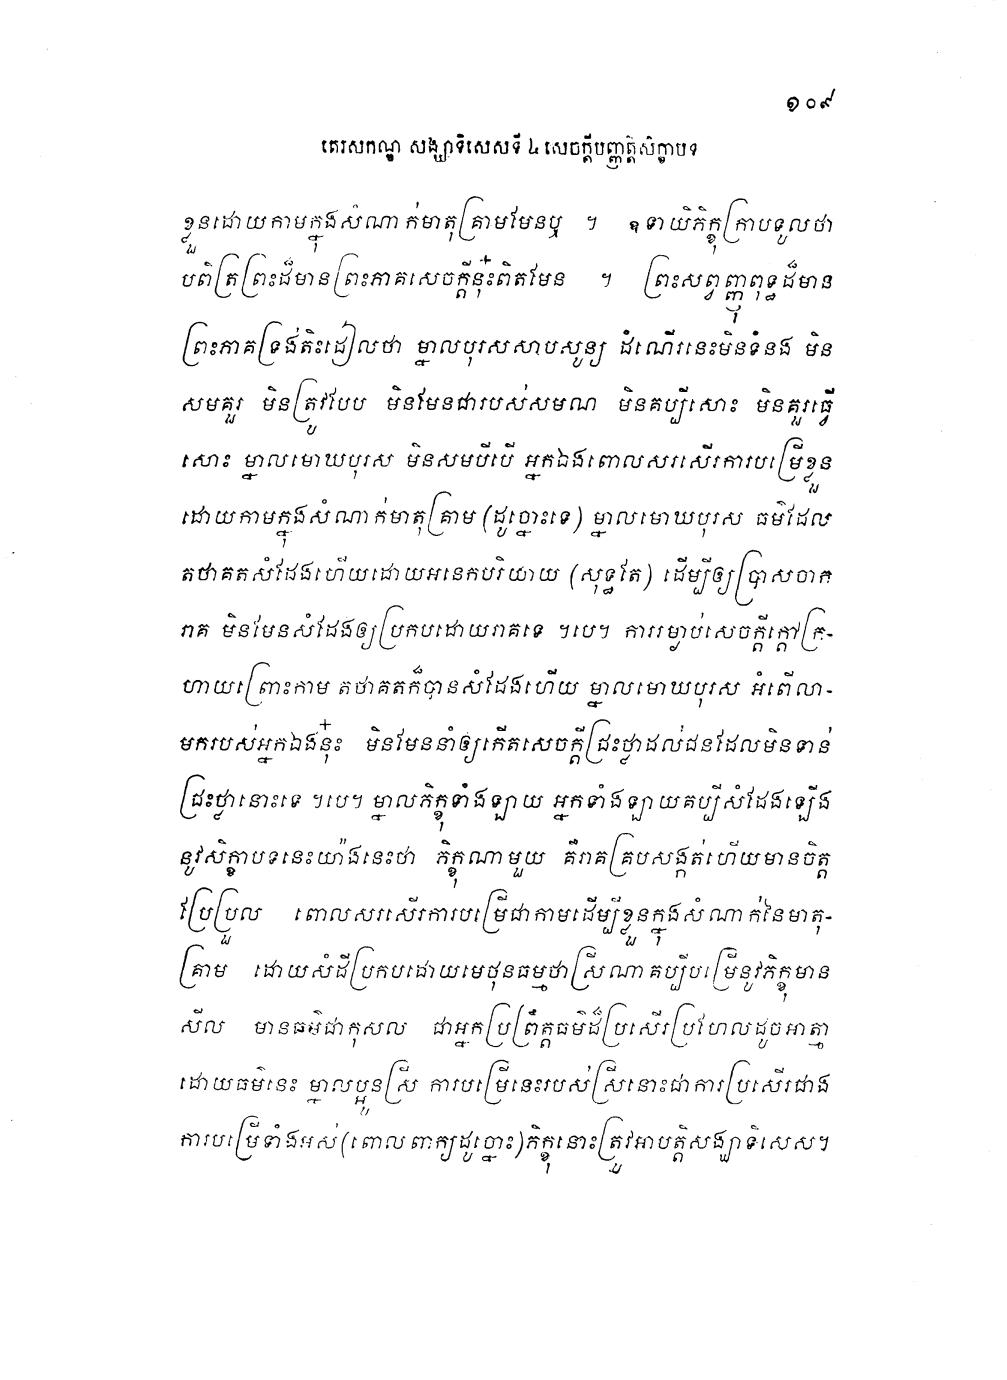 ១០៩
តេរសកណ្ឌ សង្ឃាទិសេសទី ៤ សេចក្តីបញ្ញត្តិសិក្ខាបទ
ខ្លួនដោយកាមក្នុងសំណាក់មាតុគ្រាមមែនឬ ។ ឧទាយិភិក្ខុក្រាបទូលថា
បពិត្រព្រះដ៏មានព្រះភាគសេចក្តីនុ៎ះពិតមែន ។ ព្រះសព្វញ្ញុពុទ្ធដ៏មាន
ព្រះភាគទ្រង់តិះដៀលថា ម្នាលបុរសសាបសូន្យ ដំណើរនេះមិនទំនង មិន
សមគួរ មិនត្រូវបែប មិនមែនជារបស់សមណ មិនគប្បីសោះ មិនគួរធ្វើ
សោះ ម្នាលមោឃបុរស មិនសមបីបើ អ្នកឯងពោលសរសើរការបម្រើខ្លួន
ដោយកាមក្នុងសំណាក់មាតុគ្រាម (ដូច្នោះទេ) ម្នាលមោឃបុរស ធម៌ដែល
តថាគតសំដែងហើយដោយអនេកបរិយាយ (សុទ្ធតែ) ដើម្បីឲ្យប្រាសចាក
រាគ មិនមែនសំដែងឲ្យប្រកបដោយរាគទេ ។បេ។ ការរម្ងាប់សេចក្តីក្តៅក្រ-
ហាយព្រោះកាម តថាគតក៏បានសំដែងហើយ ម្នាលមោឃបុរស អំពើលា-
មករបស់អ្នកឯងនុ៎ះ មិនមែននាំឲ្យកើតសេចក្តីជ្រះថ្លាដល់ជនដែលមិនទាន់
ជ្រះថ្លានោះទេ ។បេ។ ម្នាលភិក្ខុទាំងឡាយ អ្នកទាំងឡាយគប្បីសំដែងឡើង
នូវសិក្ខាបទនេះយ៉ាងនេះថា ភិក្ខុណាមួយ គឺរាគគ្របសង្កត់ហើយមានចិត្ត
ប្រែប្រួល ពោលសរសើរការបម្រើជាកាមដើម្បីខ្លួនក្នុងសំណាក់នៃមាតុ-
គ្រាម ដោយសំដីប្រកបដោយមេថុនធម្មថាស្រីណាគប្បីបម្រើនូវភិក្ខុមាន
សីល មានធម៌ជាកុសល ជាអ្នកប្រព្រឹត្តធម៌ដ៏ប្រសើរប្រហែលដូចអាត្មា
ដោយធម៌នេះ ម្នាលប្អូនស្រី ការបម្រើនេះរបស់ស្រីនោះជាការប្រសើរជាង
ការបម្រើទាំងអស់(ពោលពាក្យដូច្នោះ)ភិក្ខុនោះត្រូវអាបត្តិសង្ឃាទិសេស។